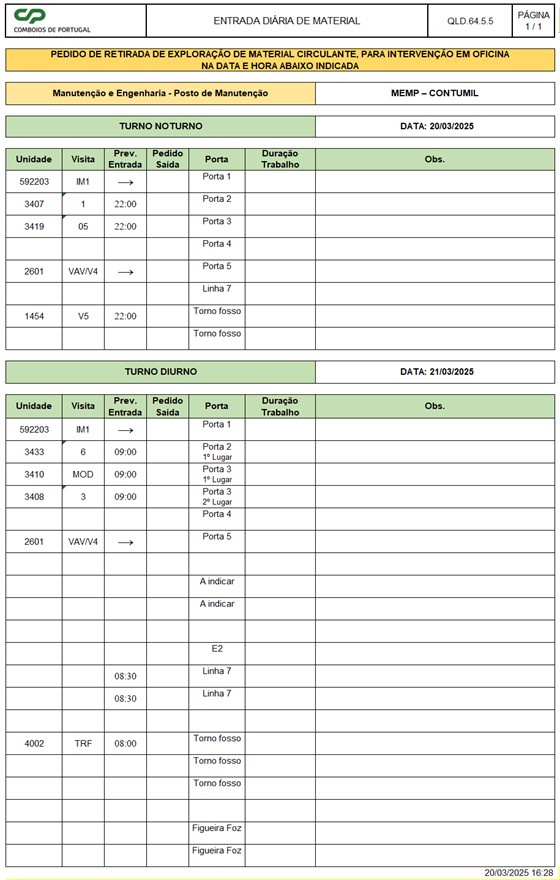 CP
COMBOIOS DE PORTUGAL
ENTRADA DIÁRIA DE MATERIAL
QLD.64.5.5
PÁGINA
1 / 1
PEDIDO DE RETIRADA DE EXPLORAÇÃO DE MATERIAL CIRCULANTE, PARA INTERVENÇÃO EM OFICINA
NA DATA E HORA ABAIXO INDICADA
Manutenção e Engenharia - Posto de Manutenção
MEMP – CONTUMIL
TURNO NOTURNO
DATA: 20/03/2025
Unidade Visita Prev. Entrada Pedido Saída Porta Duração Trabalho Obs.
592203 IM1 → Porta 1
3407 1 22:00 Porta 2
3419 05 22:00 Porta 3
Porta 4
2601 VAV/V4 → Porta 5
Linha 7
1454 V5 22:00 Torno fosso
Torno fosso
TURNO DIURNO
DATA: 21/03/2025
Unidade Visita Prev. Entrada Pedido Saída Porta Duração Trabalho Obs.
592203 IM1 → Porta 1
3433 6 09:00 Porta 2
1º Lugar
3410 MOD 09:00 Porta 3
1º Lugar
3408 3 09:00 Porta 3
2º Lugar
Porta 4
2601 VAV/V4 → Porta 5
A indicar
A indicar
E2
08:30 Linha 7
08:30 Linha 7
4002 TRF 08:00 Torno fosso
Torno fosso
Torno fosso
Figueira Foz
Figueira Foz
20/03/2025 16:28